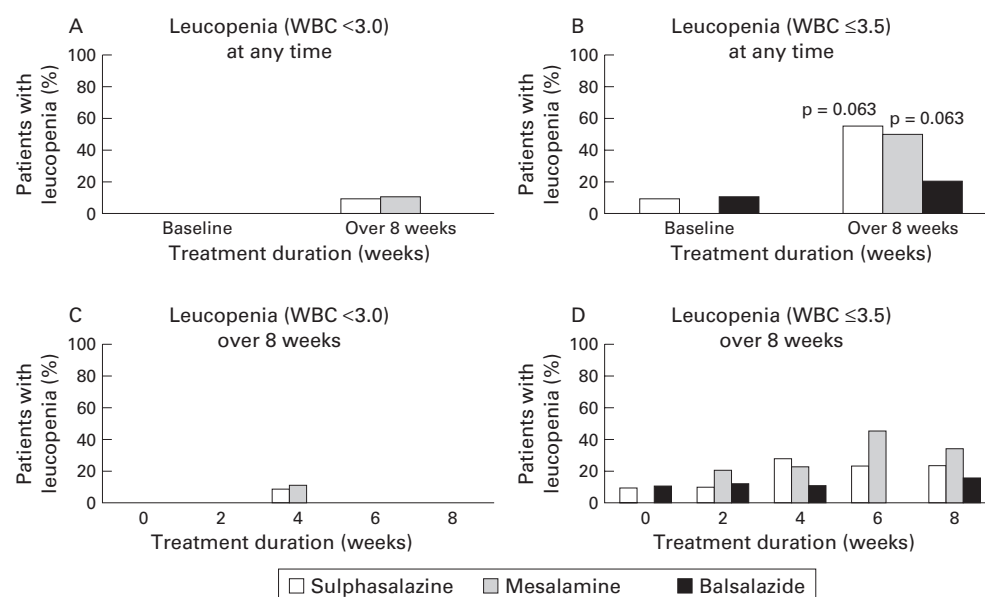 A
Leucopenia (WBC <3.0)
at any time
Patients with
leucopenia (%)
100
80
60
40
20
0
Baseline
Over 8 weeks
Treatment duration (weeks)
B
Leucopenia (WBC ≤3.5)
at any time
Patients with
leucopenia (%)
100
80
60
40
20
0
p = 0.063
p = 0.063
Baseline
Over 8 weeks
Treatment duration (weeks)
C
Leucopenia (WBC <3.0)
over 8 weeks
Patients with
leucopenia (%)
100
80
60
40
20
0
0 2 4 6 8
Treatment duration (weeks)
D
Leucopenia (WBC ≤3.5)
over 8 weeks
Patients with
leucopenia (%)
100
80
60
40
20
0
0 2 4 6 8
Treatment duration (weeks)
Sulphasalazine Mesalamine Balsalazide